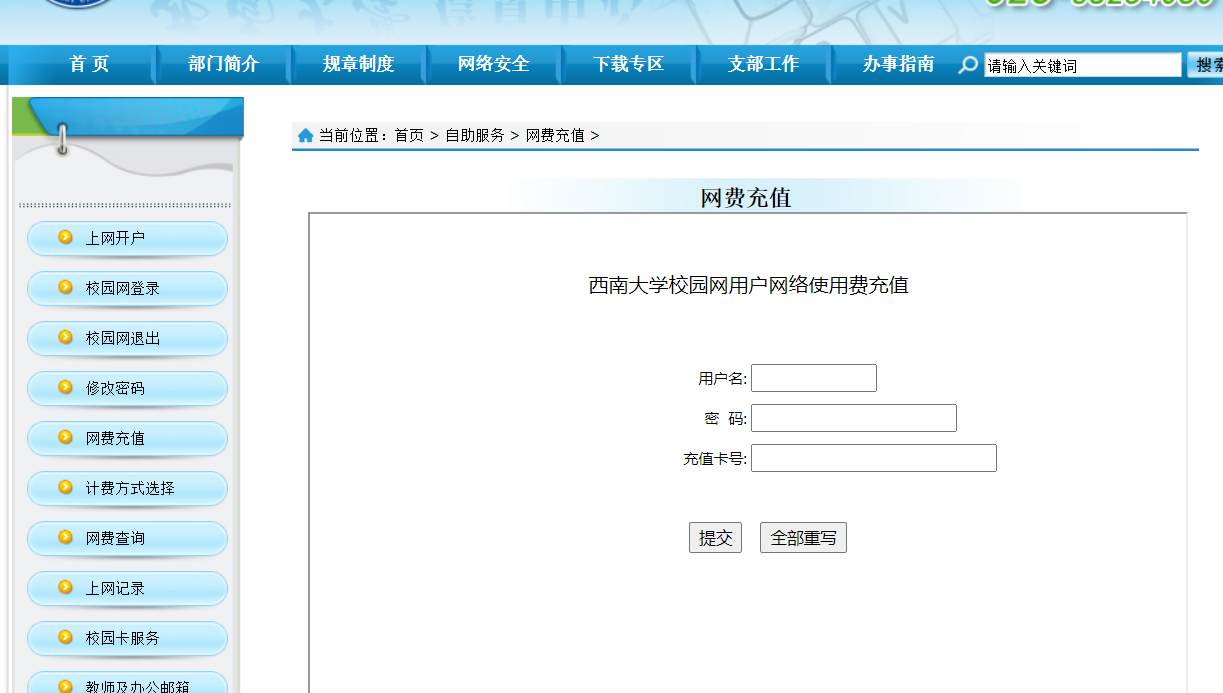 首 页 部门简介 规章制度 网络安全 下载专区 支部工作 办事指南 请输入关键词 搜索
当前位置：首页 > 自助服务 > 网费充值 >
网费充值
西南大学校园网用户网络使用费充值
用户名:
密 码:
充值卡号:
提交 全部重写
上网开户
校园网登录
校园网退出
修改密码
网费充值
计费方式选择
网费查询
上网记录
校园卡服务
教师及办公邮箱